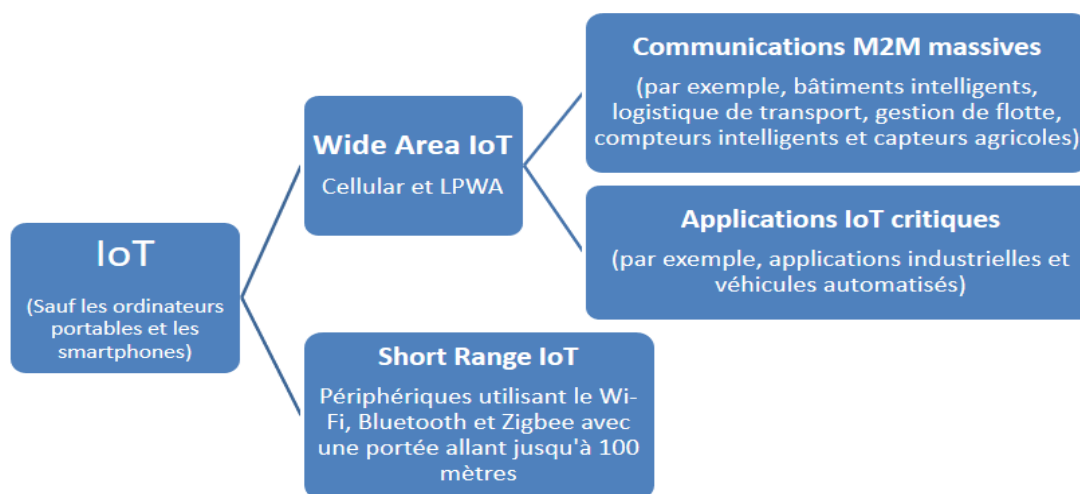 IoT
(Sauf les ordinateurs
portables et les
smartphones)
Wide Area IoT
Cellular et LPWA
Communications M2M massives
(par exemple, bâtiments intelligents,
logistique de transport, gestion de flotte,
compteurs intelligents et capteurs agricoles)
Applications IoT critiques
(par exemple, applications industrielles et
véhicules automatisés)
Short Range IoT
Périphériques utilisant le Wi-
Fi, Bluetooth et Zigbee avec
une portée allant jusqu'à 100
mètres